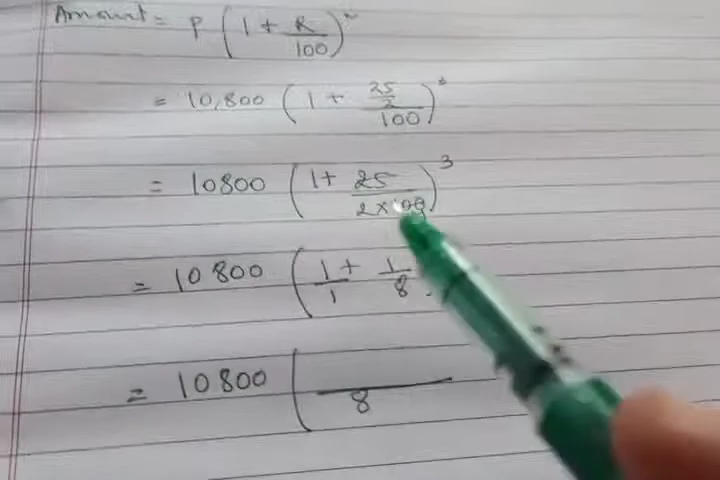 Amount = P ( 1 + R/100 )ⁿ
= 10,800 ( 1 + 25/2/100 )³
= 10800 ( 1 + 25/2×100 )³
= 10800 ( 1/1 + 1/8
= 10800 ( /8